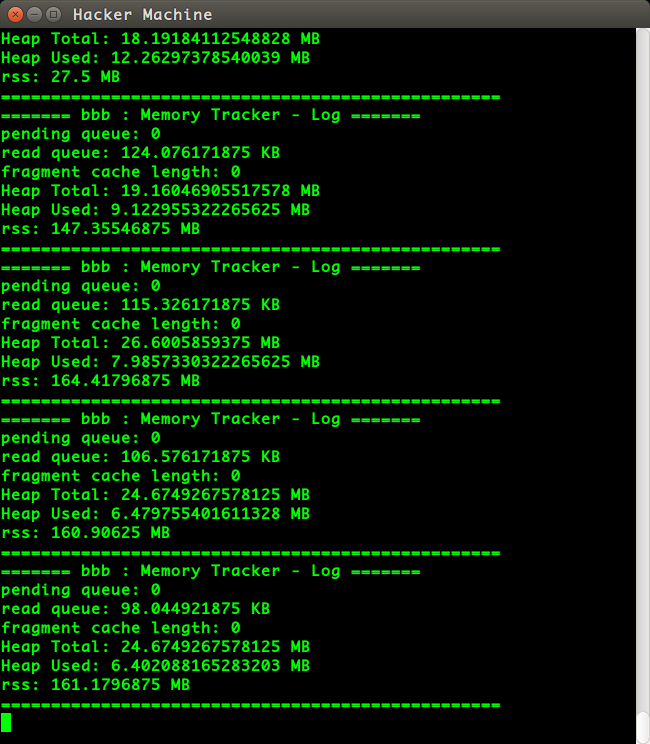 Hacker Machine
Heap Total: 18.19184112548828 MB
Heap Used: 12.26297378540039 MB
rss: 27.5 MB
==================================================
======= bbb : Memory Tracker - Log =======
pending queue: 0
read queue: 124.076171875 KB
fragment cache length: 0
Heap Total: 19.16046905517578 MB
Heap Used: 9.122955322265625 MB
rss: 147.35546875 MB
==================================================
======= bbb : Memory Tracker - Log =======
pending queue: 0
read queue: 115.326171875 KB
fragment cache length: 0
Heap Total: 26.6005859375 MB
Heap Used: 7.9857330322265625 MB
rss: 164.41796875 MB
==================================================
======= bbb : Memory Tracker - Log =======
pending queue: 0
read queue: 106.576171875 KB
fragment cache length: 0
Heap Total: 24.6749267578125 MB
Heap Used: 6.479755401611328 MB
rss: 160.90625 MB
==================================================
======= bbb : Memory Tracker - Log =======
pending queue: 0
read queue: 98.044921875 KB
fragment cache length: 0
Heap Total: 24.6749267578125 MB
Heap Used: 6.402088165283203 MB
rss: 161.1796875 MB
==================================================